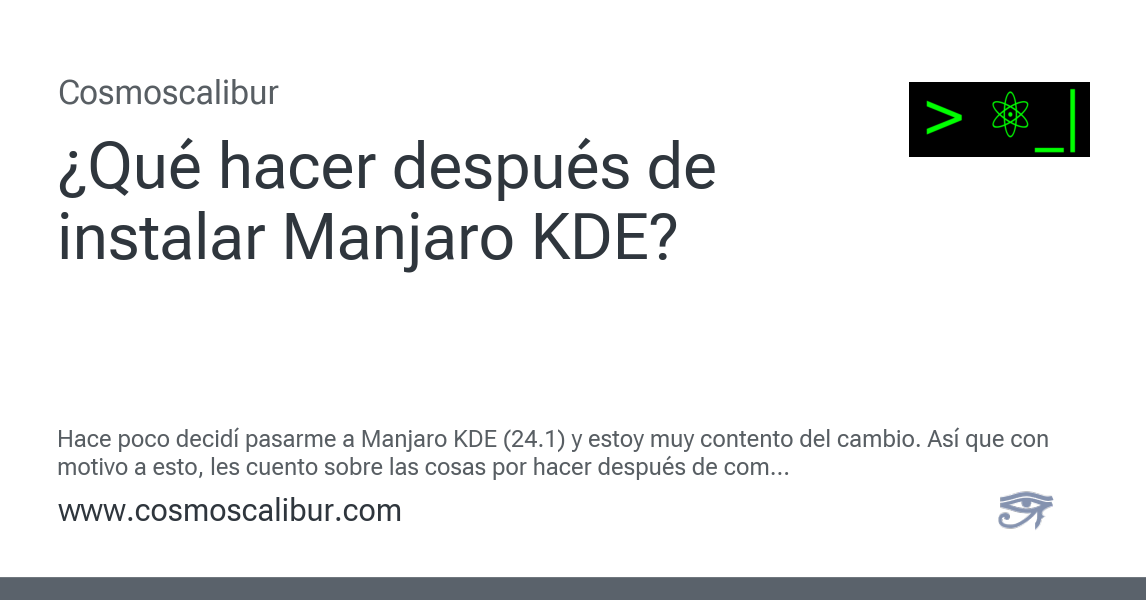 Cosmoscalibur
> ⚛ _|
¿Qué hacer después de
instalar Manjaro KDE?
Hace poco decidí pasarme a Manjaro KDE (24.1) y estoy muy contento del cambio. Así que con
motivo a esto, les cuento sobre las cosas por hacer después de com...
www.cosmoscalibur.com